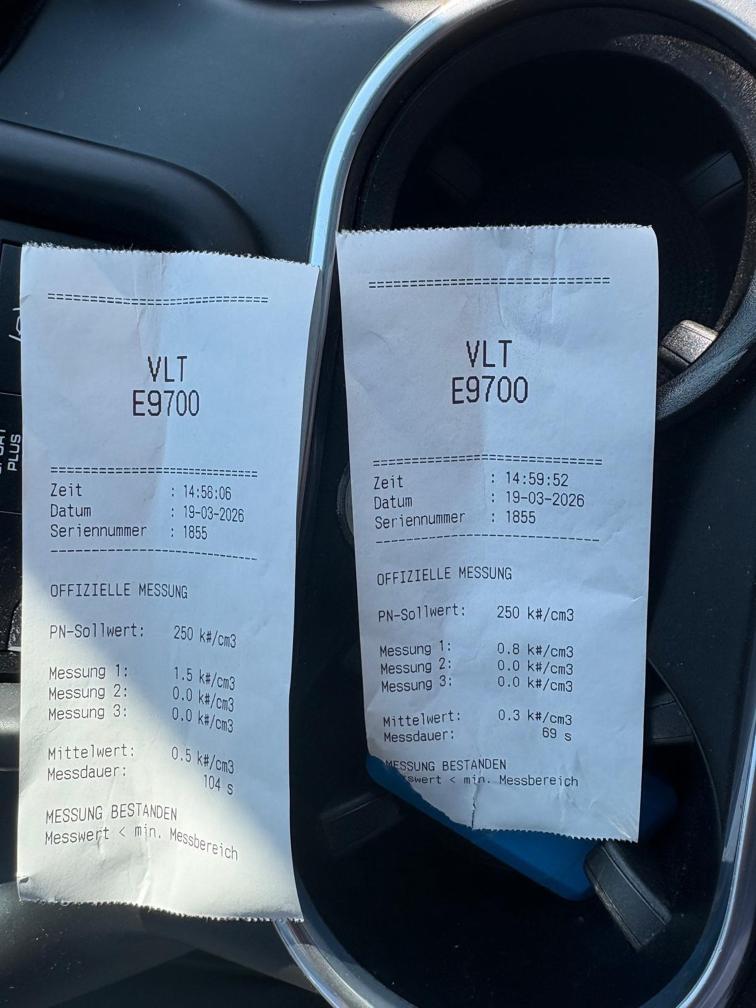 PLUS
==============================
VLT
E9700
==============================
Zeit : 14:58:06
Datum : 19-03-2026
Seriennummer : 1855
------------------------------
OFFIZIELLE MESSUNG
PN-Sollwert: 250 k#/cm3
Messung 1: 1.5 k#/cm3
Messung 2: 0.0 k#/cm3
Messung 3: 0.0 k#/cm3
Mittelwert: 0.5 k#/cm3
Messdauer: 104 s
MESSUNG BESTANDEN
Messwert < min. Messbereich
==============================
VLT
E9700
==============================
Zeit : 14:59:52
Datum : 19-03-2026
Seriennummer : 1855
------------------------------
OFFIZIELLE MESSUNG
PN-Sollwert: 250 k#/cm3
Messung 1: 0.8 k#/cm3
Messung 2: 0.0 k#/cm3
Messung 3: 0.0 k#/cm3
Mittelwert: 0.3 k#/cm3
Messdauer: 69 s
MESSUNG BESTANDEN
swert < min. Messbereich